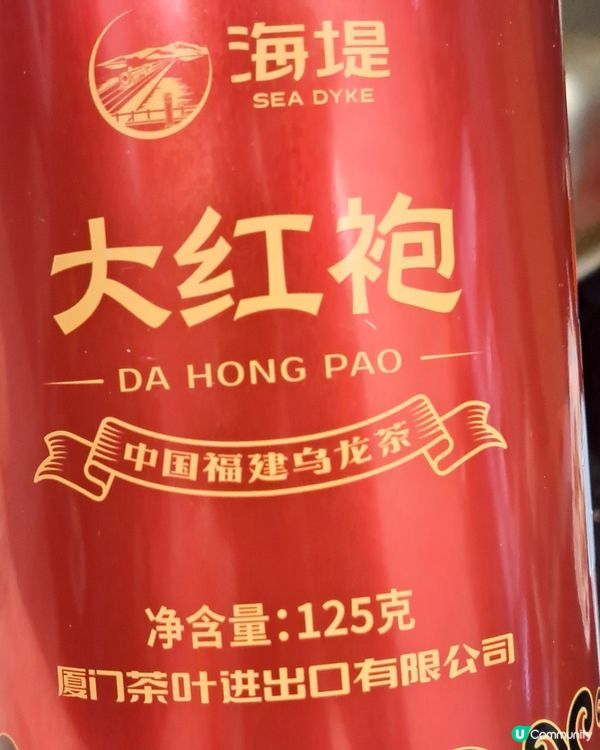 海堤
SEA DYKE
大红袍
DA HONG PAO
中国福建乌龙茶
净含量:125克
厦门茶叶进出口有限公司
U Community